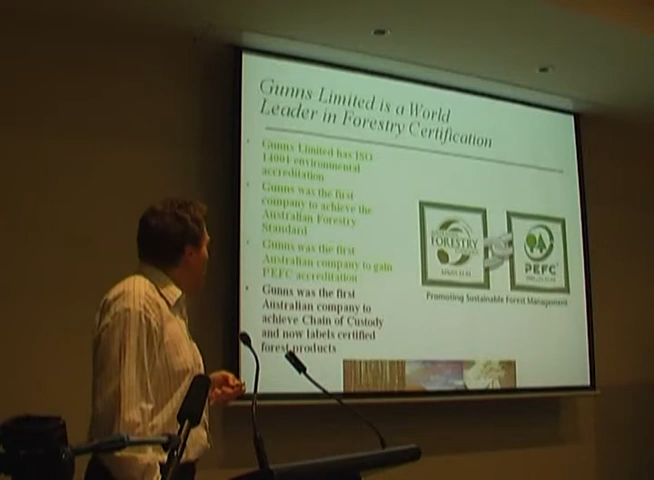 Gunns Limited is a World
Leader in Forestry Certification
Gunns Limited has ISO
14001 environmental
accreditation
Gunns was the first
company to achieve the
Australian Forestry
Standard
Gunns was the first
Australian company to gain
PEFC accreditation
Gunns was the first
Australian company to
achieve Chain of Custody
and now labels certified
forest products
FORESTRY
PEFC
Promoting Sustainable Forest Management